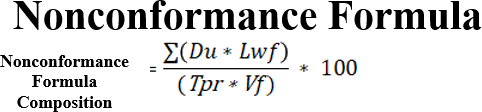 Nonconformance Formula
Nonconformance
Formula
Composition
= ∑(Du * Lwf) / (Tpr * Vf) * 100